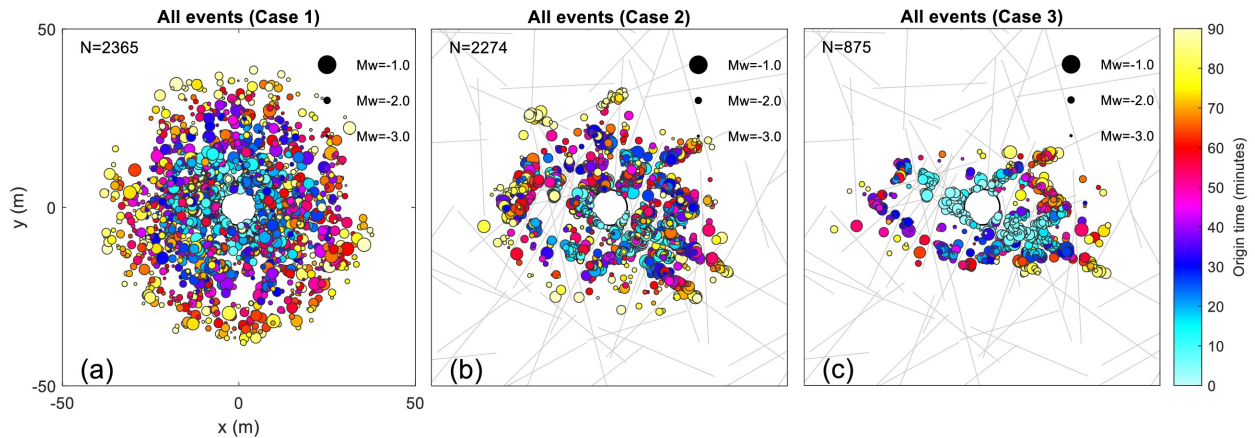 All events (Case 1)
All events (Case 2)
All events (Case 3)
N=2365
Mw=-1.0
Mw=-2.0
Mw=-3.0
(a)
50
0
-50
y (m)
-50
0
50
x (m)
N=2274
Mw=-1.0
Mw=-2.0
Mw=-3.0
(b)
N=875
Mw=-1.0
Mw=-2.0
Mw=-3.0
(c)
90
80
70
60
50
40
30
20
10
0
Origin time (minutes)